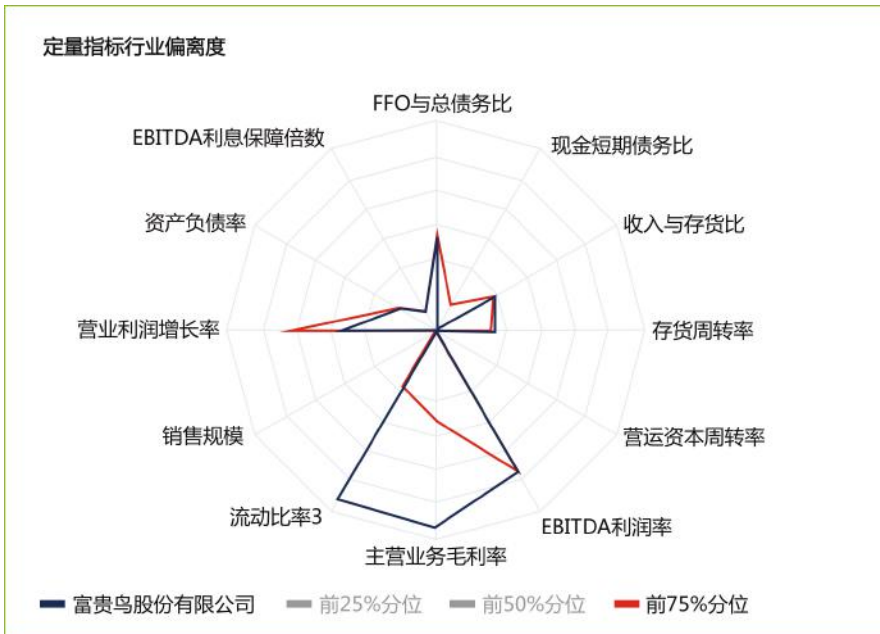 定量指标行业偏离度
FFO与总债务比
EBITDA利息保障倍数
现金短期债务比
资产负债率
收入与存货比
营业利润增长率
存货周转率
销售规模
营运资本周转率
流动比率3
EBITDA利润率
主营业务毛利率
富贵鸟股份有限公司 前25%分位 前50%分位 前75%分位